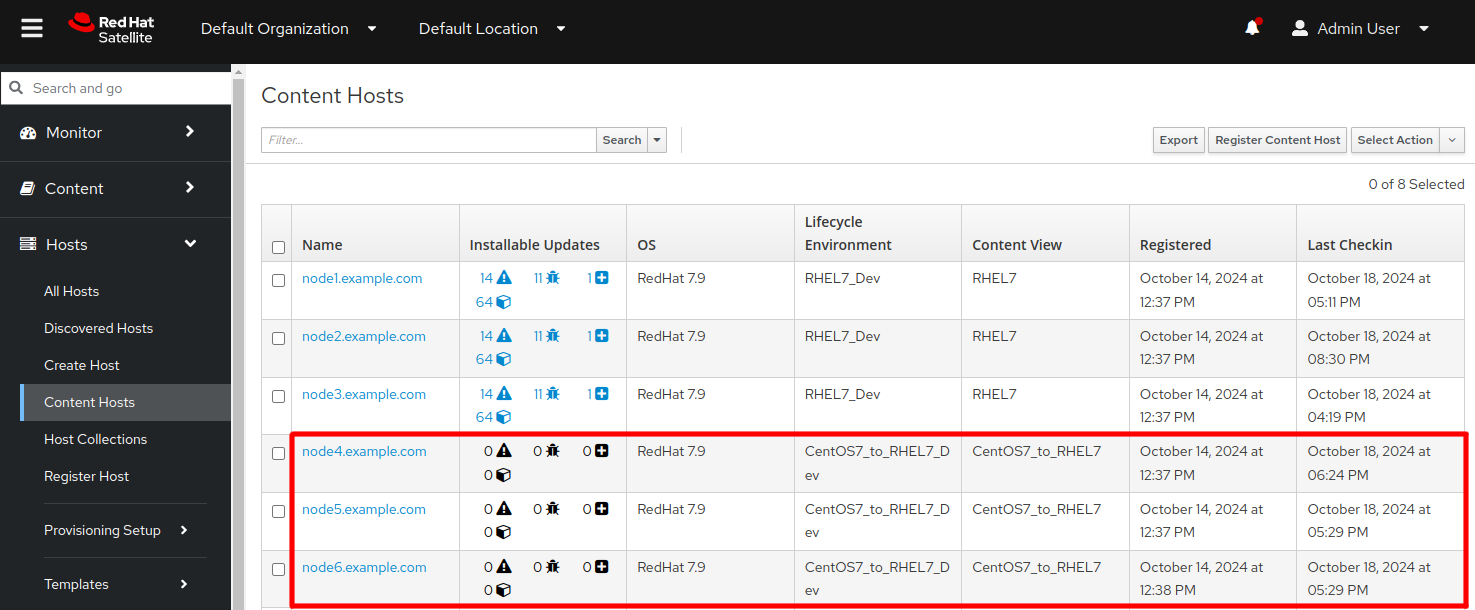 Red Hat
Satellite
Default Organization
Default Location
Admin User
Search and go
Monitor
Content
Hosts
All Hosts
Discovered Hosts
Create Host
Content Hosts
Host Collections
Register Host
Provisioning Setup
Templates
Content Hosts
Filter...
Search
Export
Register Content Host
Select Action
0 of 8 Selected
Name
Installable Updates
OS
Lifecycle
Environment
Content View
Registered
Last Checkin
node1.example.com
14 11 1
64
RedHat 7.9
RHEL7_Dev
RHEL7
October 14, 2024 at
12:37 PM
October 18, 2024 at
05:11 PM
node2.example.com
14 11 1
64
RedHat 7.9
RHEL7_Dev
RHEL7
October 14, 2024 at
12:37 PM
October 18, 2024 at
08:30 PM
node3.example.com
14 11 1
64
RedHat 7.9
RHEL7_Dev
RHEL7
October 14, 2024 at
12:37 PM
October 18, 2024 at
04:19 PM
node4.example.com
0 0 0
0
RedHat 7.9
CentOS7_to_RHEL7_D
ev
CentOS7_to_RHEL7
October 14, 2024 at
12:37 PM
October 18, 2024 at
06:24 PM
node5.example.com
0 0 0
0
RedHat 7.9
CentOS7_to_RHEL7_D
ev
CentOS7_to_RHEL7
October 14, 2024 at
12:37 PM
October 18, 2024 at
05:29 PM
node6.example.com
0 0 0
0
RedHat 7.9
CentOS7_to_RHEL7_D
ev
CentOS7_to_RHEL7
October 14, 2024 at
12:38 PM
October 18, 2024 at
05:29 PM